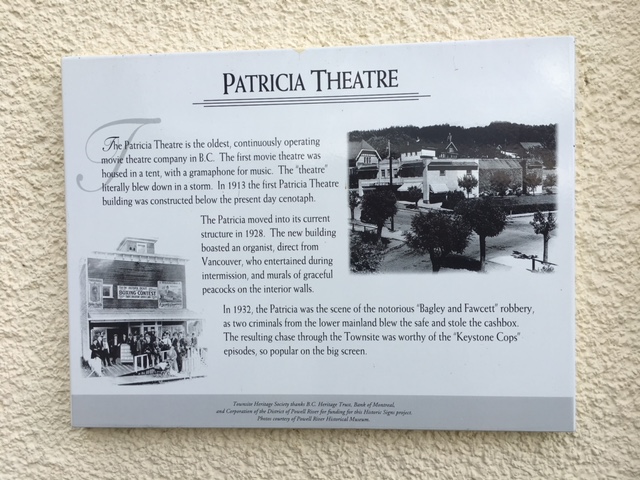 PATRICIA THEATRE
The Patricia Theatre is the oldest, continuously operating
movie theatre company in B.C. The first movie theatre was
housed in a tent, with a gramaphone for music. The "theatre"
literally blew down in a storm. In 1913 the first Patricia Theatre
building was constructed below the present day cenotaph.
The Patricia moved into its current
structure in 1928. The new building
boasted an organist, direct from
Vancouver, who entertained during
intermission, and murals of graceful
peacocks on the interior walls.
BOXING CONTEST
In 1932, the Patricia was the scene of the notorious "Bagley and Fawcett" robbery,
as two criminals from the lower mainland blew the safe and stole the cashbox.
The resulting chase through the Townsite was worthy of the "Keystone Cops"
episodes, so popular on the big screen.
Townsite Heritage Society thanks B.C. Heritage Trust, Bank of Montreal,
and Corporation of the District of Powell River for funding for this Historic Signs project.
Photos courtesy of Powell River Historical Museum.